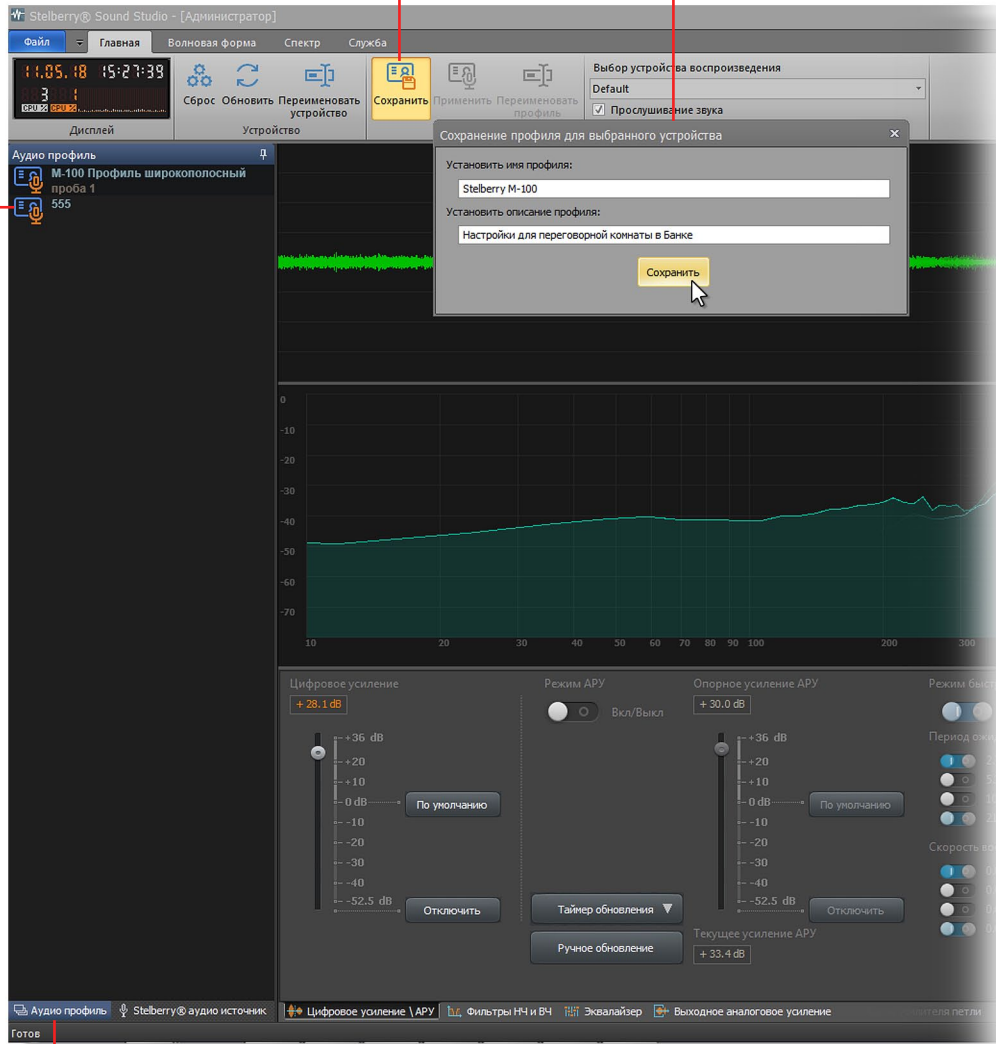 Stelberry® Sound Studio - [Администратор]
Файл Главная Волновая форма Спектр Служба
11.05.18 15:27:39
3 1
CPU % CPU %
Дисплей
Сброс Обновить Переименовать устройство
Устройство
Сохранить Применить Переименовать профиль
Выбор устройства воспроизведения
Default
Прослушивание звука
Аудио профиль
М-100 Профиль широкополосный
проба 1
555
Сохранение профиля для выбранного устройства
Установить имя профиля:
Stelberry M-100
Установить описание профиля:
Настройки для переговорной комнаты в Банке
Сохранить
0
-10
-20
-30
-40
-50
-60
-70
10 20 30 40 50 60 70 80 90 100 200 300
Цифровое усиление
+28.1 dB
+36 dB
+20
+10
0 dB
-10
-20
-30
-40
-52.5 dB
По умолчанию
Отключить
Режим АРУ
Вкл/Выкл
Таймер обновления
Ручное обновление
Опорное усиление АРУ
+30.0 dB
+36 dB
+20
+10
0 dB
-10
-20
-30
-40
-52.5 dB
По умолчанию
Отключить
Текущее усиление АРУ
+33.4 dB
Режим
Период
Скорость
Аудио профиль Stelberry® аудио источник
Цифровое усиление \ АРУ Фильтры НЧ и ВЧ Эквалайзер Выходное аналоговое усиление петли
Готов